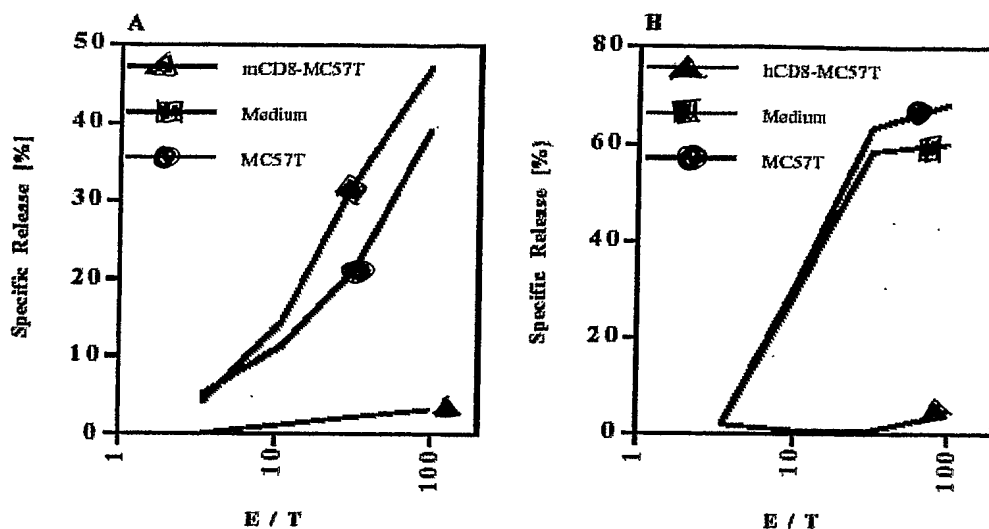 A
Specific Release [%]
50
40
30
20
10
0
mCD8-MC57T
Medium
MC57T
1
10
100
E / T
B
Specific Release [%]
80
60
40
20
0
hCD8-MC57T
Medium
MC57T
1
10
100
E / T